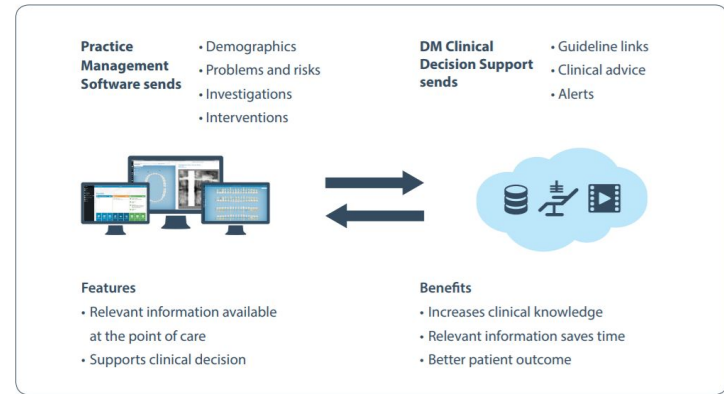 Practice
Management
Software sends
• Demographics
• Problems and risks
• Investigations
• Interventions
DM Clinical
Decision Support
sends
• Guideline links
• Clinical advice
• Alerts
Features
• Relevant information available
at the point of care
• Supports clinical decision
Benefits
• Increases clinical knowledge
• Relevant information saves time
• Better patient outcome